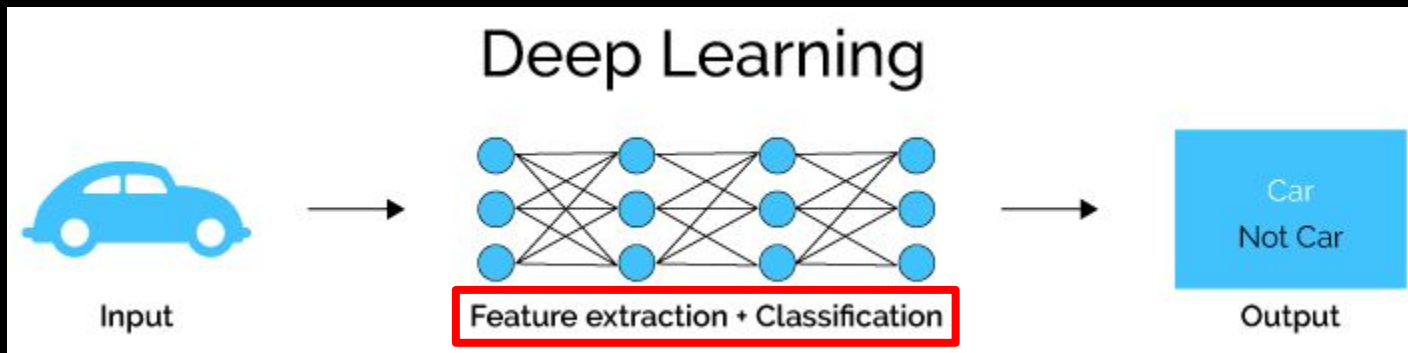 Deep Learning
Car
Not Car
Input
Feature extraction + Classification
Output